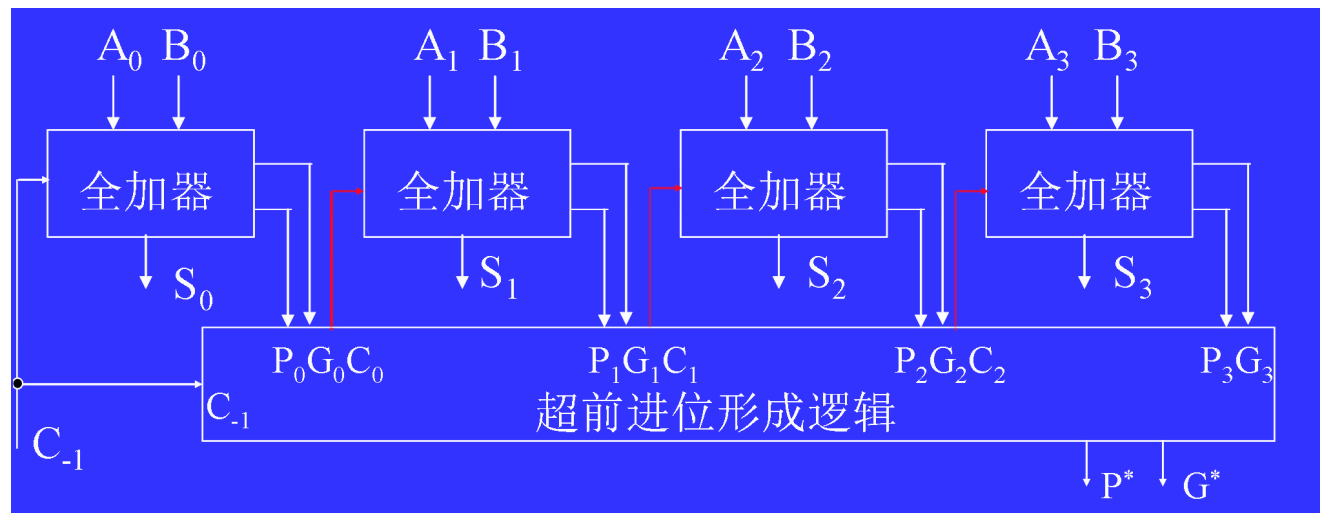 A₀ B₀ A₁ B₁ A₂ B₂ A₃ B₃
全加器 全加器 全加器 全加器
S₀ S₁ S₂ S₃
P₀G₀C₀ P₁G₁C₁ P₂G₂C₂ P₃G₃
C₋₁ 超前进位形成逻辑
C₋₁
P* G*